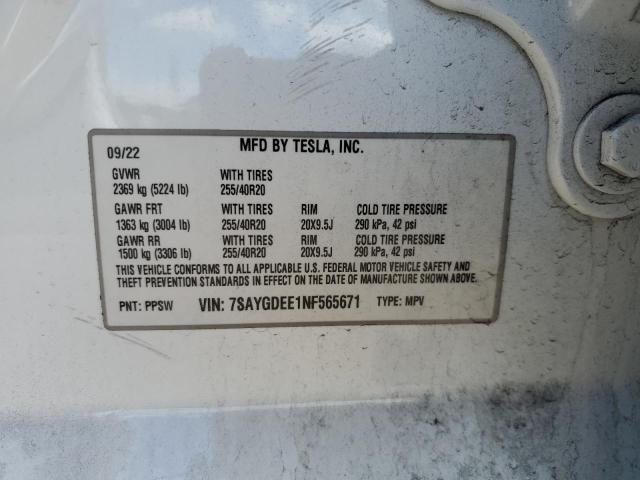 MFD BY TESLA, INC.
09/22
GVWR WITH TIRES
2369 kg (5224 lb) 255/40R20
GAWR FRT WITH TIRES RIM COLD TIRE PRESSURE
1363 kg (3004 lb) 255/40R20 20X9.5J 290 kPa, 42 psi
GAWR RR WITH TIRES RIM COLD TIRE PRESSURE
1500 kg (3306 lb) 255/40R20 20X9.5J 290 kPa, 42 psi
THIS VEHICLE CONFORMS TO ALL APPLICABLE U.S. FEDERAL MOTOR VEHICLE SAFETY AND
THEFT PREVENTION STANDARDS IN EFFECT ON THE DATE OF MANUFACTURE SHOWN ABOVE.
PNT: PPSW VIN: 7SAYGDEE1NF565671 TYPE: MPV